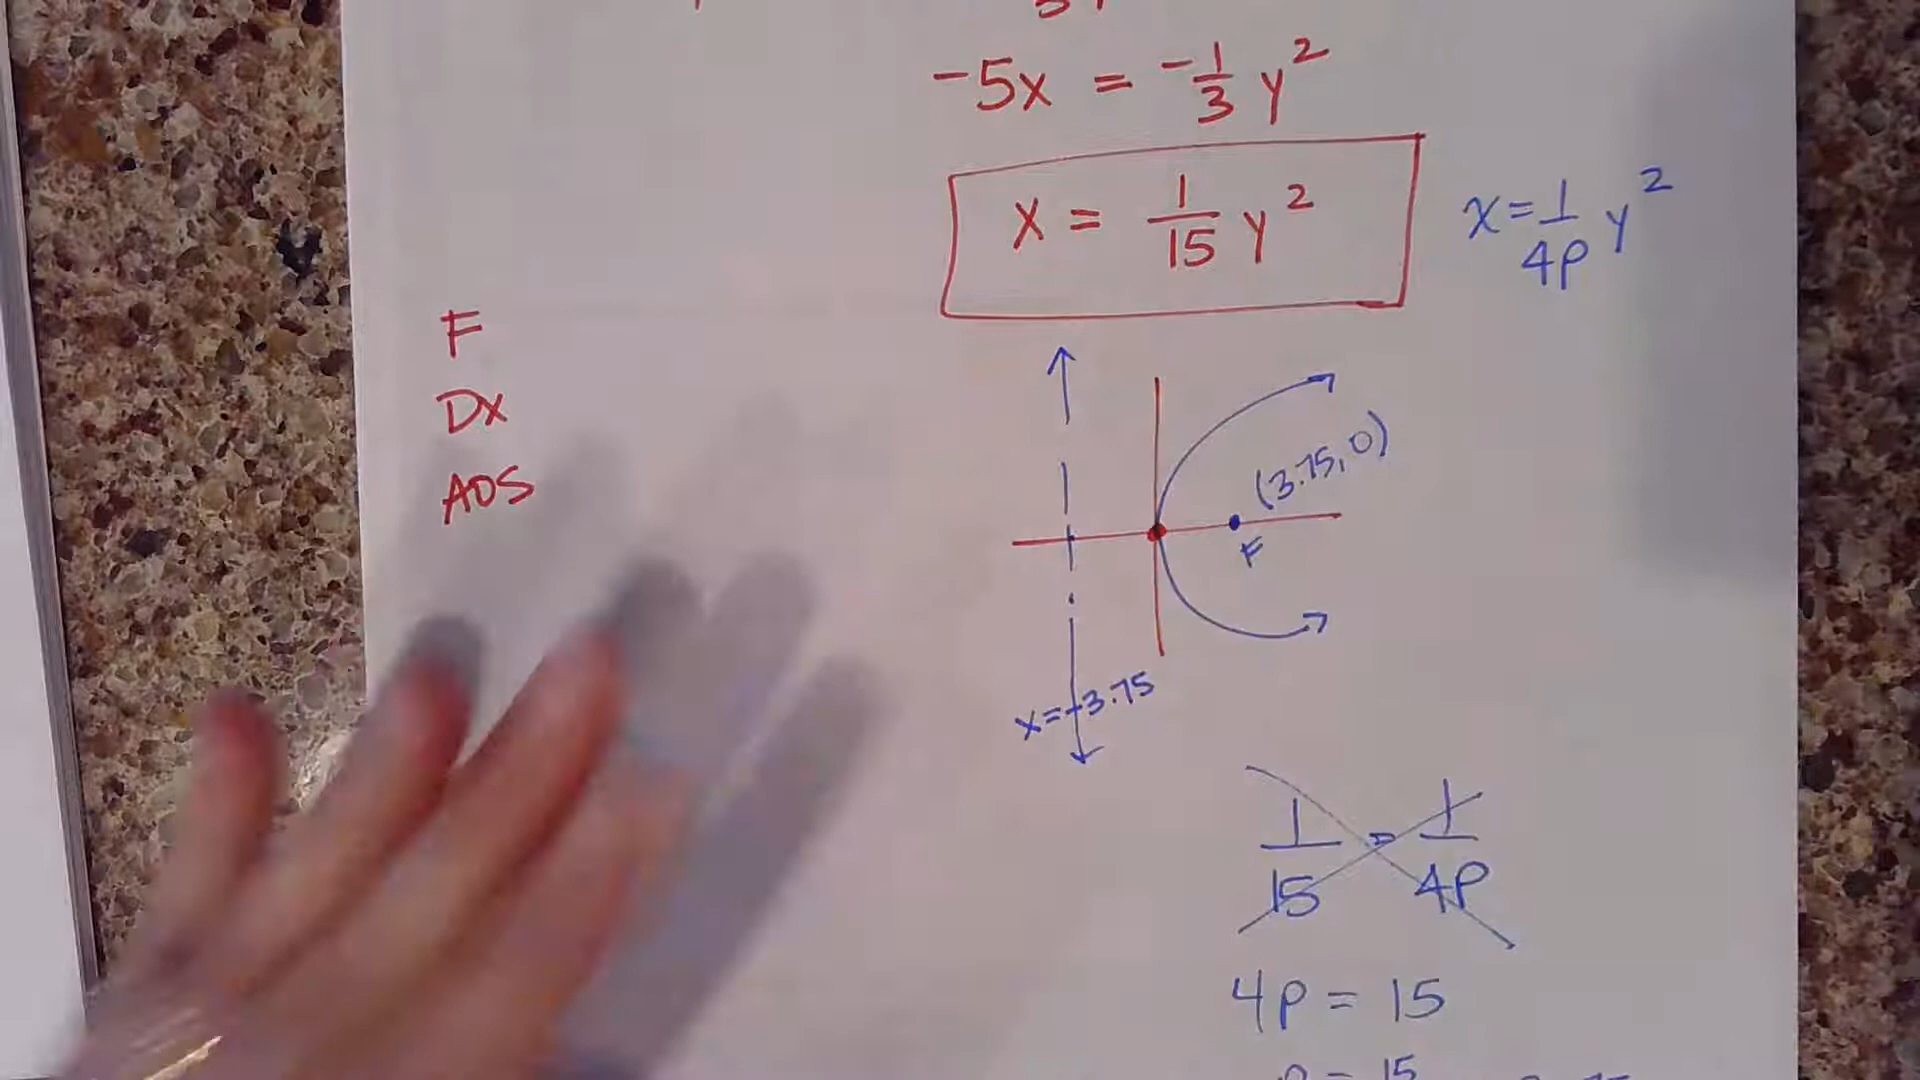 -5x = -1/3 y²
x = 1/15 y²
x = 1/4p y²
F
DX
AOS
(3.75, 0)
F
x=-3.75
1/15 = 1/4p
4p = 15